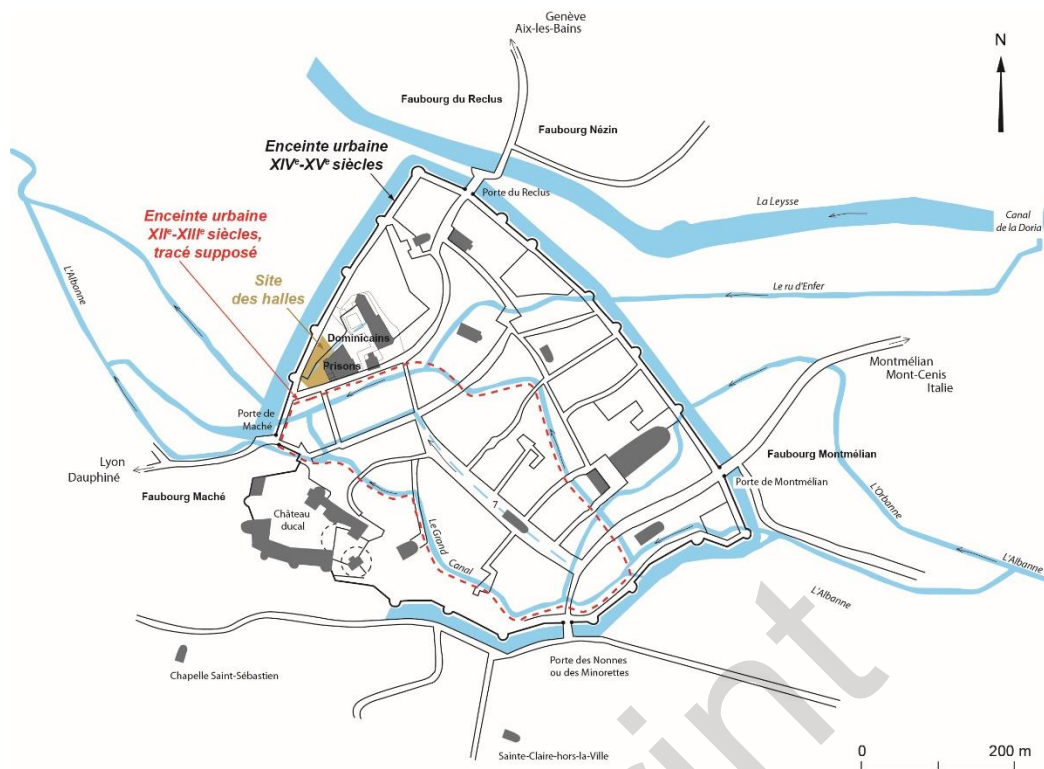 Genève
Aix-les-Bains
N
Faubourg du Reclus
Faubourg Nézin
Enceinte urbaine
XIVᵉ-XVᵉ siècles
Porte du Reclus
La Leysse
Canal
de la Doria
Enceinte urbaine
XIIᵉ-XIIIᵉ siècles,
tracé supposé
L'Albanne
Site
des halles
Le ru d'Enfer
Dominicains
Prisons
Montmélian
Mont-Cenis
Italie
Porte de
Maché
Lyon
Dauphiné
Faubourg Maché
Faubourg Montmélian
Porte de Montmélian
L'Orbanne
Château
ducal
?
Le Grand Canal
L'Albanne
L'Albanne
Chapelle Saint-Sébastien
Porte des Nonnes
ou des Minorettes
Sainte-Claire-hors-la-Ville
0 200 m